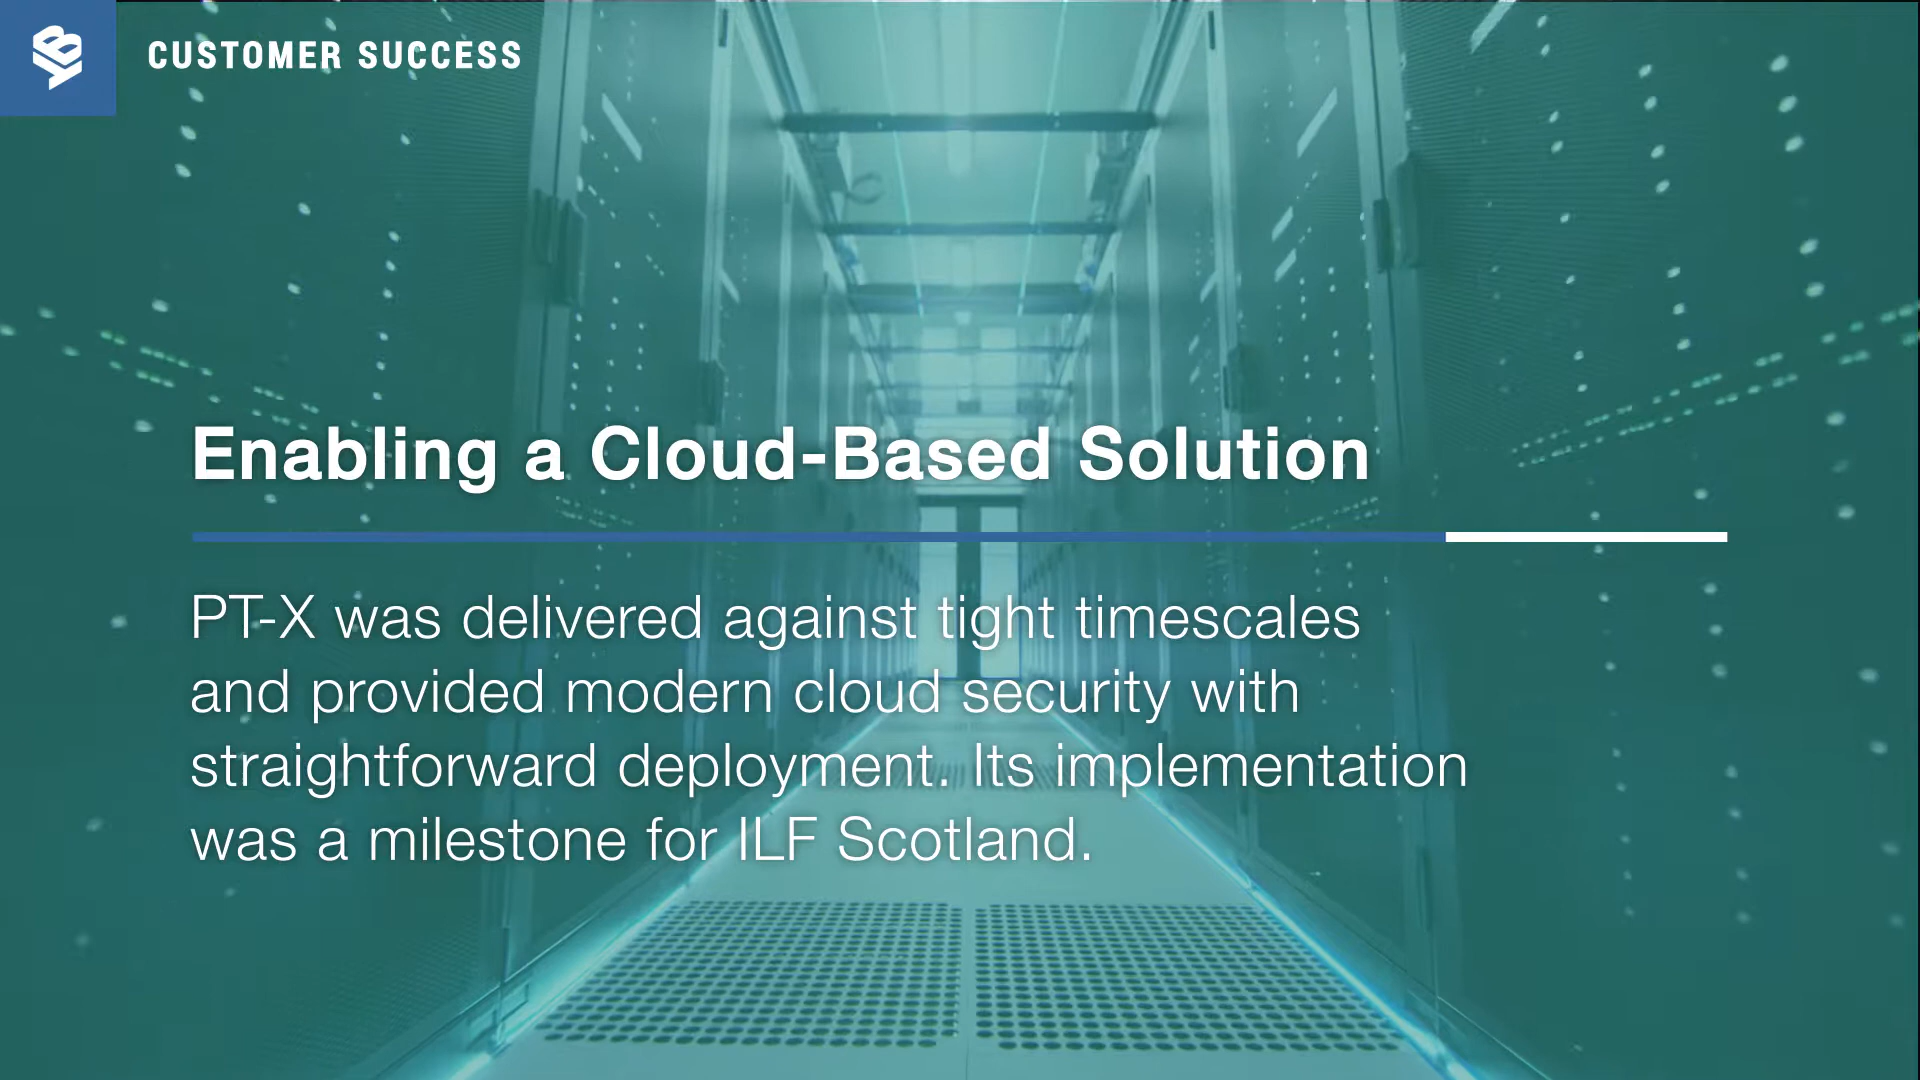 CUSTOMER SUCCESS
Enabling a Cloud-Based Solution
PT-X was delivered against tight timescales
and provided modern cloud security with
straightforward deployment. Its implementation
was a milestone for ILF Scotland.